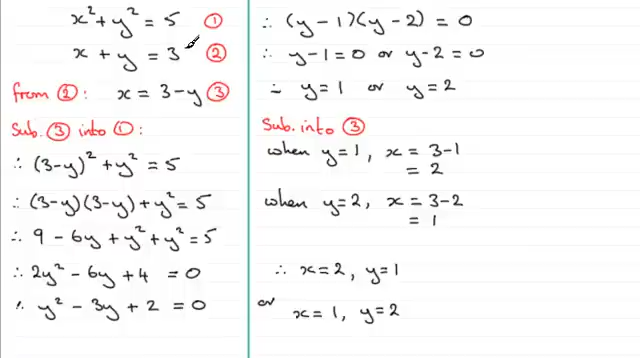 x² + y² = 5 ①
x + y = 3 ②
from ②: x = 3 - y ③
Sub. ③ into ①:
∴ (3-y)² + y² = 5
∴ (3-y)(3-y) + y² = 5
∴ 9 - 6y + y² + y² = 5
∴ 2y² - 6y + 4 = 0
∴ y² - 3y + 2 = 0
∴ (y-1)(y-2) = 0
∴ y-1=0 or y-2=0
∴ y=1 or y=2
Sub. into ③
when y=1, x = 3-1
= 2
when y=2, x = 3-2
= 1
∴ x=2, y=1
or x=1, y=2